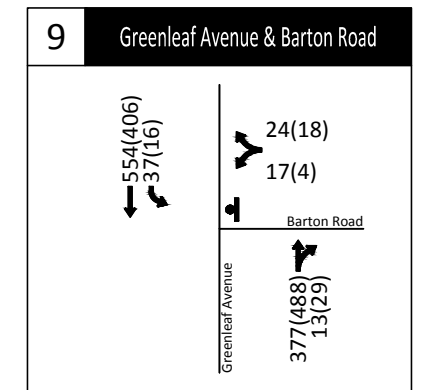 9
Greenleaf Avenue & Barton Road
554(406)
37(16)
24(18)
17(4)
Barton Road
Greenleaf Avenue
377(488)
13(29)